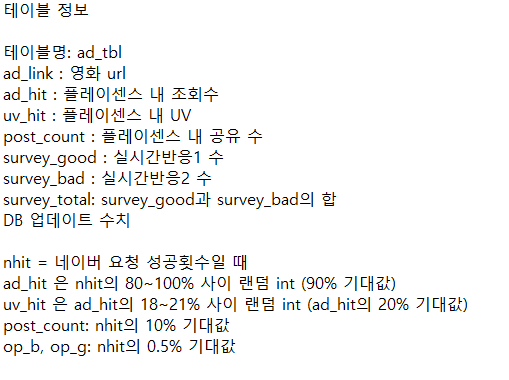 테이블 정보
테이블명: ad_tbl
ad_link : 영화 url
ad_hit : 플레이센스 내 조회수
uv_hit : 플레이센스 내 UV
post_count : 플레이센스 내 공유 수
survey_good : 실시간반응1 수
survey_bad : 실시간반응2 수
survey_total: survey_good과 survey_bad의 합
DB 업데이트 수치
nhit = 네이버 요청 성공횟수일 때
ad_hit 은 nhit의 80~100% 사이 랜덤 int (90% 기대값)
uv_hit 은 ad_hit의 18~21% 사이 랜덤 int (ad_hit의 20% 기대값)
post_count: nhit의 10% 기대값
op_b, op_g: nhit의 0.5% 기대값